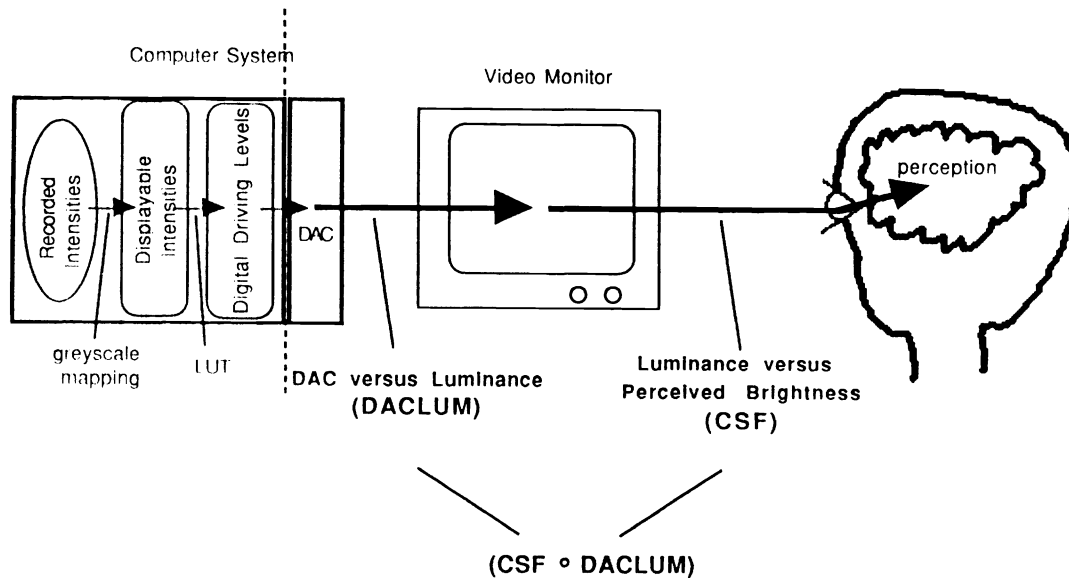 Computer System
Video Monitor
Recorded
Intensities
Displayable
intensities
Digital Driving Levels
DAC
perception
greyscale
mapping
LUT
DAC versus Luminance
(DACLUM)
Luminance versus
Perceived Brightness
(CSF)
(CSF o DACLUM)